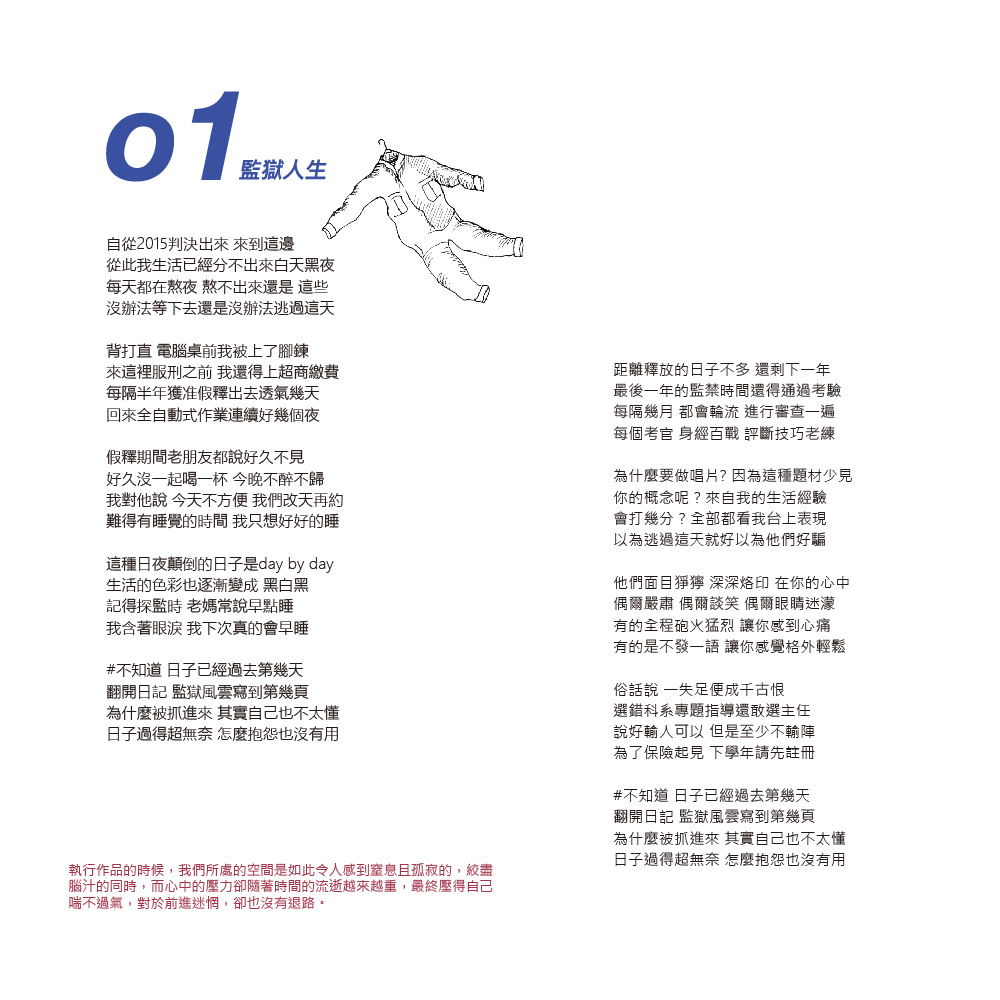 01 監獄人生
自從2015判決出來 來到這邊
從此我生活已經分不出來白天黑夜
每天都在熬夜 熬不出來還是 這些
沒辦法等下去還是沒辦法逃過這天
背打直 電腦桌前我被上了腳鍊
來這裡服刑之前 我還得上超商繳費
每隔半年獲准假釋出去透氣幾天
回來全自動式作業連續好幾個夜
假釋期間老朋友都說好久不見
好久沒一起喝一杯 今晚不醉不歸
我對他說 今天不方便 我們改天再約
難得有睡覺的時間 我只想好好的睡
這種日夜顛倒的日子是day by day
生活的色彩也逐漸變成 黑白黑
記得探監時 老媽常說早點睡
我含著眼淚 我下次真的會早睡
#不知道 日子已經過去第幾天
翻開日記 監獄風雲寫到第幾頁
為什麼被抓進來 其實自己也不太懂
日子過得超無奈 怎麼抱怨也沒有用
執行作品的時候，我們所處的空間是如此令人感到窒息且孤寂的，絞盡
腦汁的同時，而心中的壓力卻隨著時間的流逝越來越重，最終壓得自己
喘不過氣，對於前進迷惘，卻也沒有退路。
距離釋放的日子不多 還剩下一年
最後一年的監禁時間還得通過考驗
每隔幾月 都會輪流 進行審查一遍
每個考官 身經百戰 評斷技巧老練
為什麼要做唱片? 因為這種題材少見
你的概念呢？來自我的生活經驗
會打幾分？全部都看我台上表現
以為逃過這天就好以為他們好騙
他們面目猙獰 深深烙印 在你的心中
偶爾嚴肅 偶爾談笑 偶爾眼睛迷濛
有的全程砲火猛烈 讓你感到心痛
有的是不發一語 讓你感覺格外輕鬆
俗話說 一失足便成千古恨
選錯科系專題指導還敢選主任
說好輸人可以 但是至少不輸陣
為了保險起見 下學年請先註冊
#不知道 日子已經過去第幾天
翻開日記 監獄風雲寫到第幾頁
為什麼被抓進來 其實自己也不太懂
日子過得超無奈 怎麼抱怨也沒有用